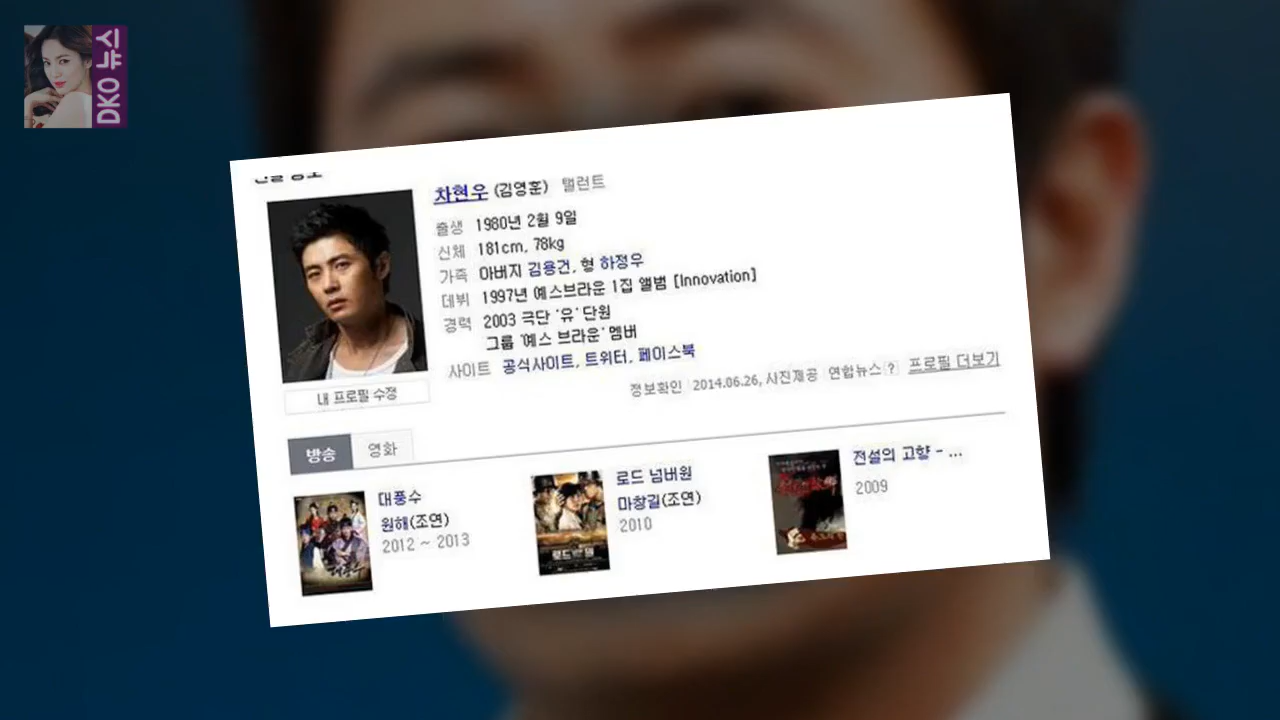 DKO 뉴스
차현우 (김영훈) 탤런트
출생 1980년 2월 9일
신체 181cm, 78kg
가족 아버지 김용건, 형 하정우
데뷔 1997년 예스브라운 1집 앨범 [Innovation]
경력 2003 극단 '유' 단원
그룹 '예스 브라운' 멤버
사이트 공식사이트, 트위터, 페이스북
내 프로필 수정
정보확인 2014.06.26, 사진제공 연합뉴스 ? 프로필 더보기
방송 영화
대풍수
원해(조연)
2012 ~ 2013
로드 넘버원
마창길(조연)
2010
전설의 고향 - ...
2009